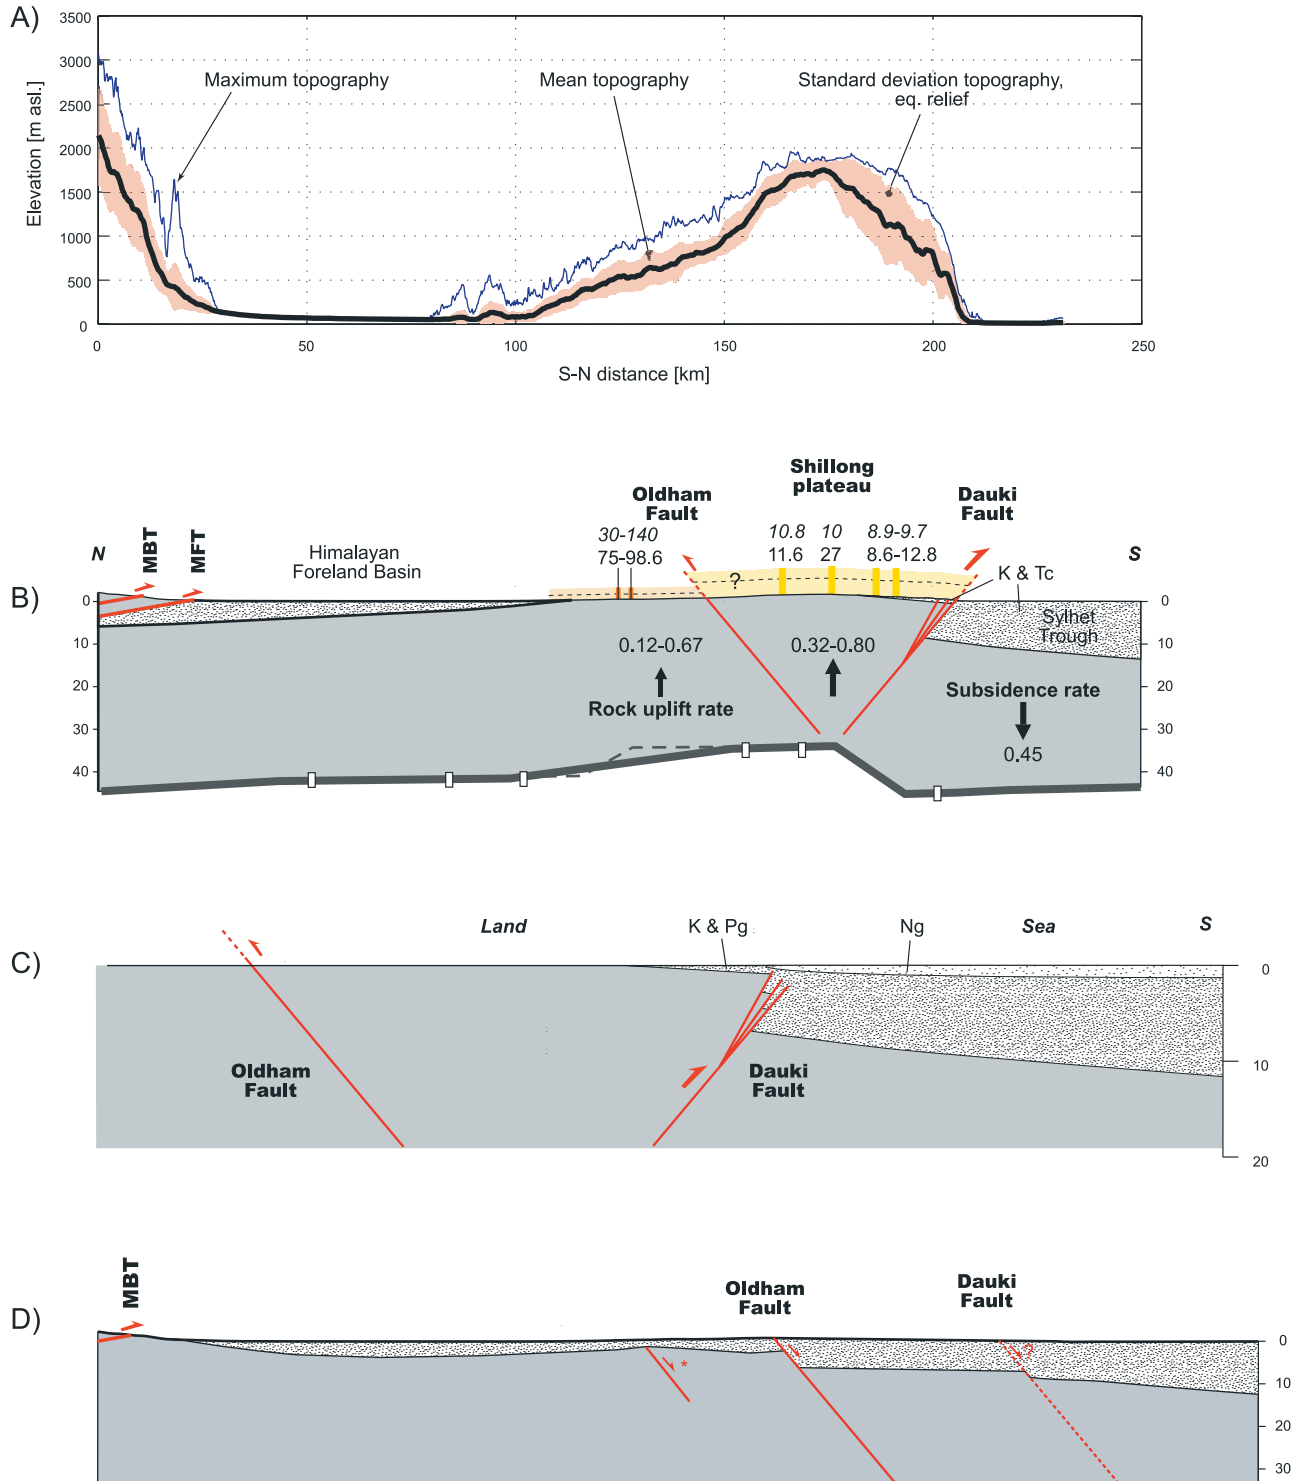 A)
3500
3000
2500
2000
1500
1000
500
0
Elevation [m asl.]
Maximum topography
Mean topography
Standard deviation topography,
eq. relief
0
50
100
150
200
250
S-N distance [km]
B)
N
MBT
MFT
Himalayan
Foreland Basin
30-140
75-98.6
Oldham
Fault
Shillong
plateau
10.8
11.6
10
27
8.9-9.7
8.6-12.8
Dauki
Fault
S
K & Tc
?
0
10
20
30
40
0.12-0.67
Rock uplift rate
0.32-0.80
Sylhet
Trough
Subsidence rate
0.45
0
10
20
30
40
C)
Land
K & Pg
Ng
Sea
S
0
10
20
Oldham
Fault
Dauki
Fault
D)
MBT
Oldham
Fault
Dauki
Fault
*
?
0
10
20
30